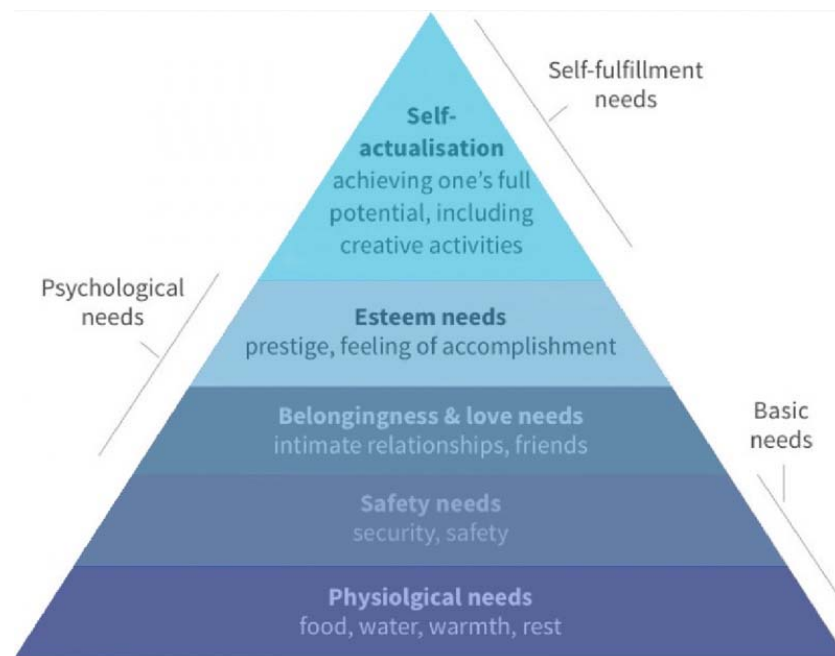 Self-fulfillment
needs
Self-
actualisation
achieving one's full
potential, including
creative activities
Psychological
needs
Esteem needs
prestige, feeling of accomplishment
Belongingness & love needs
intimate relationships, friends
Basic
needs
Safety needs
security, safety
Physiolgical needs
food, water, warmth, rest